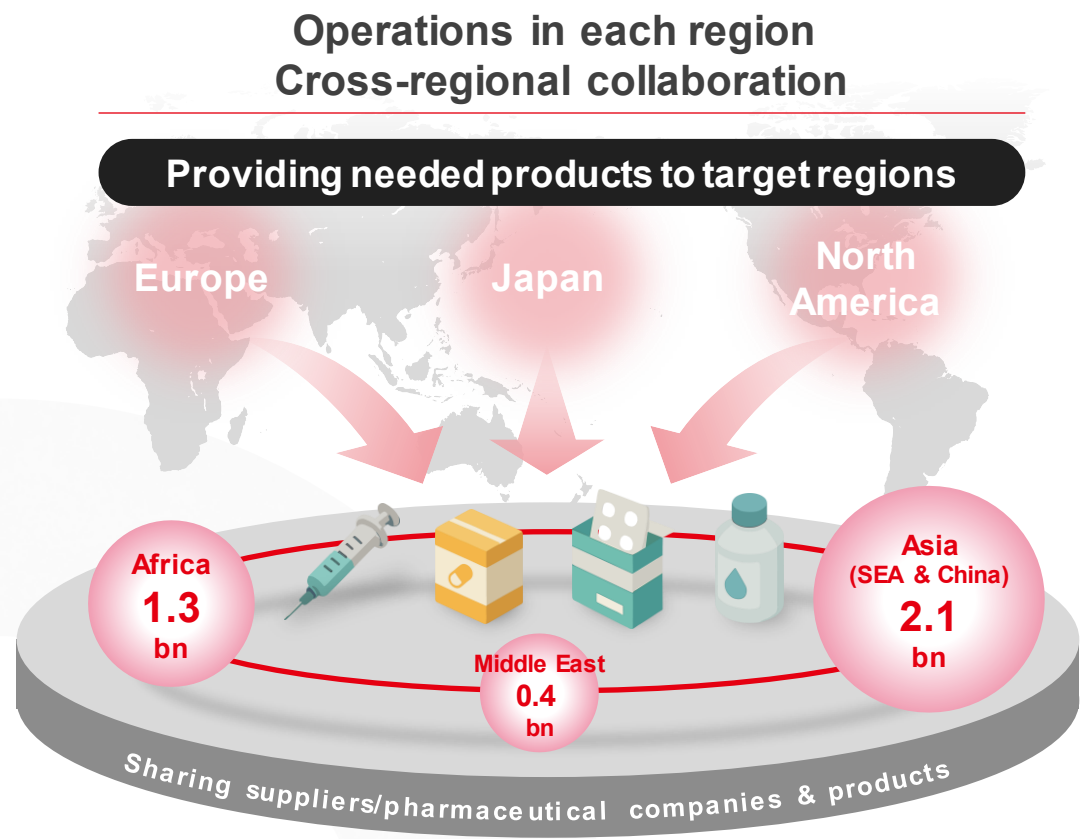 Operations in each region
Cross-regional collaboration
Providing needed products to target regions
Europe
Japan
North
America
Africa
1.3
bn
Middle East
0.4
bn
Asia
(SEA & China)
2.1
bn
Sharing suppliers/pharmaceutical companies & products